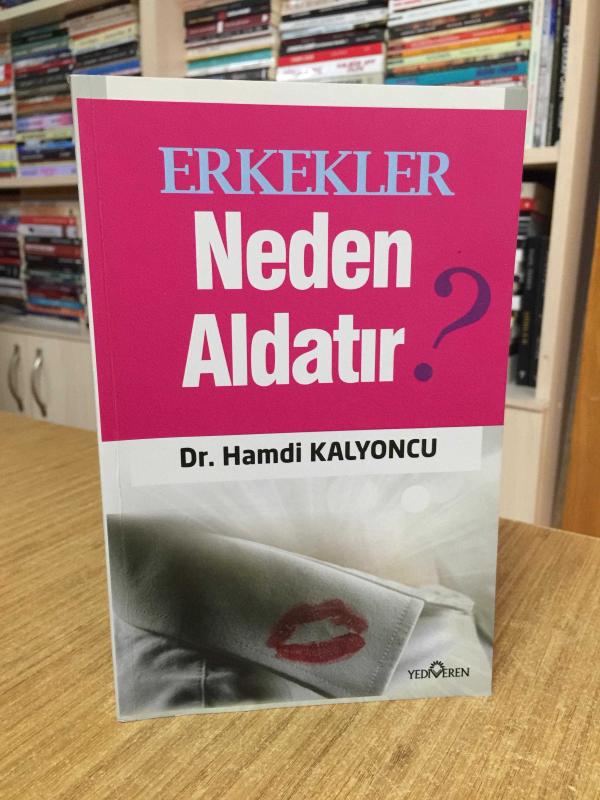 ERKEKLER
Neden
Aldatır?
Dr. Hamdi KALYONCU
YEDİVEREN